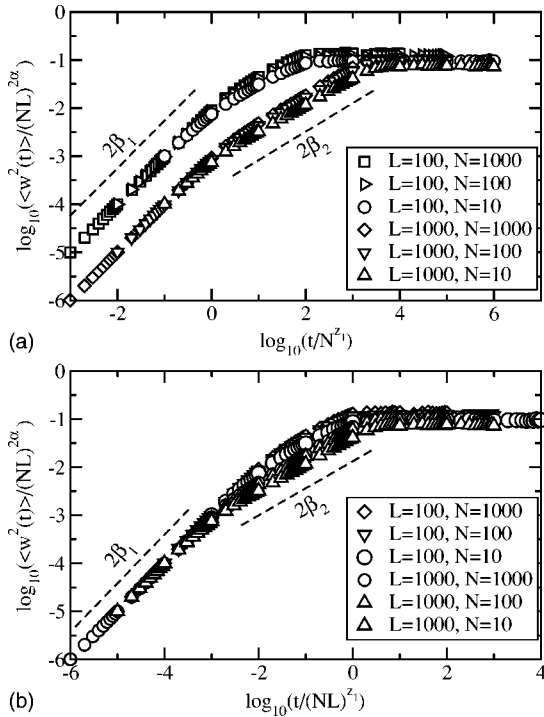 0
-1
-2
-3
-4
-5
-6
log₁₀(<w²(t)>/(NL)^{2α})
2β₁
2β₂
L=100, N=1000
L=100, N=100
L=100, N=10
L=1000, N=1000
L=1000, N=100
L=1000, N=10
-2 0 2 4 6
(a)
log₁₀(t/N^{z₁})
0
-1
-2
-3
-4
-5
-6
log₁₀(<w²(t)>/(NL)^{2α})
2β₁
2β₂
L=100, N=1000
L=100, N=100
L=100, N=10
L=1000, N=1000
L=1000, N=100
L=1000, N=10
-6 -4 -2 0 2 4
(b)
log₁₀(t/(NL)^{z₁})